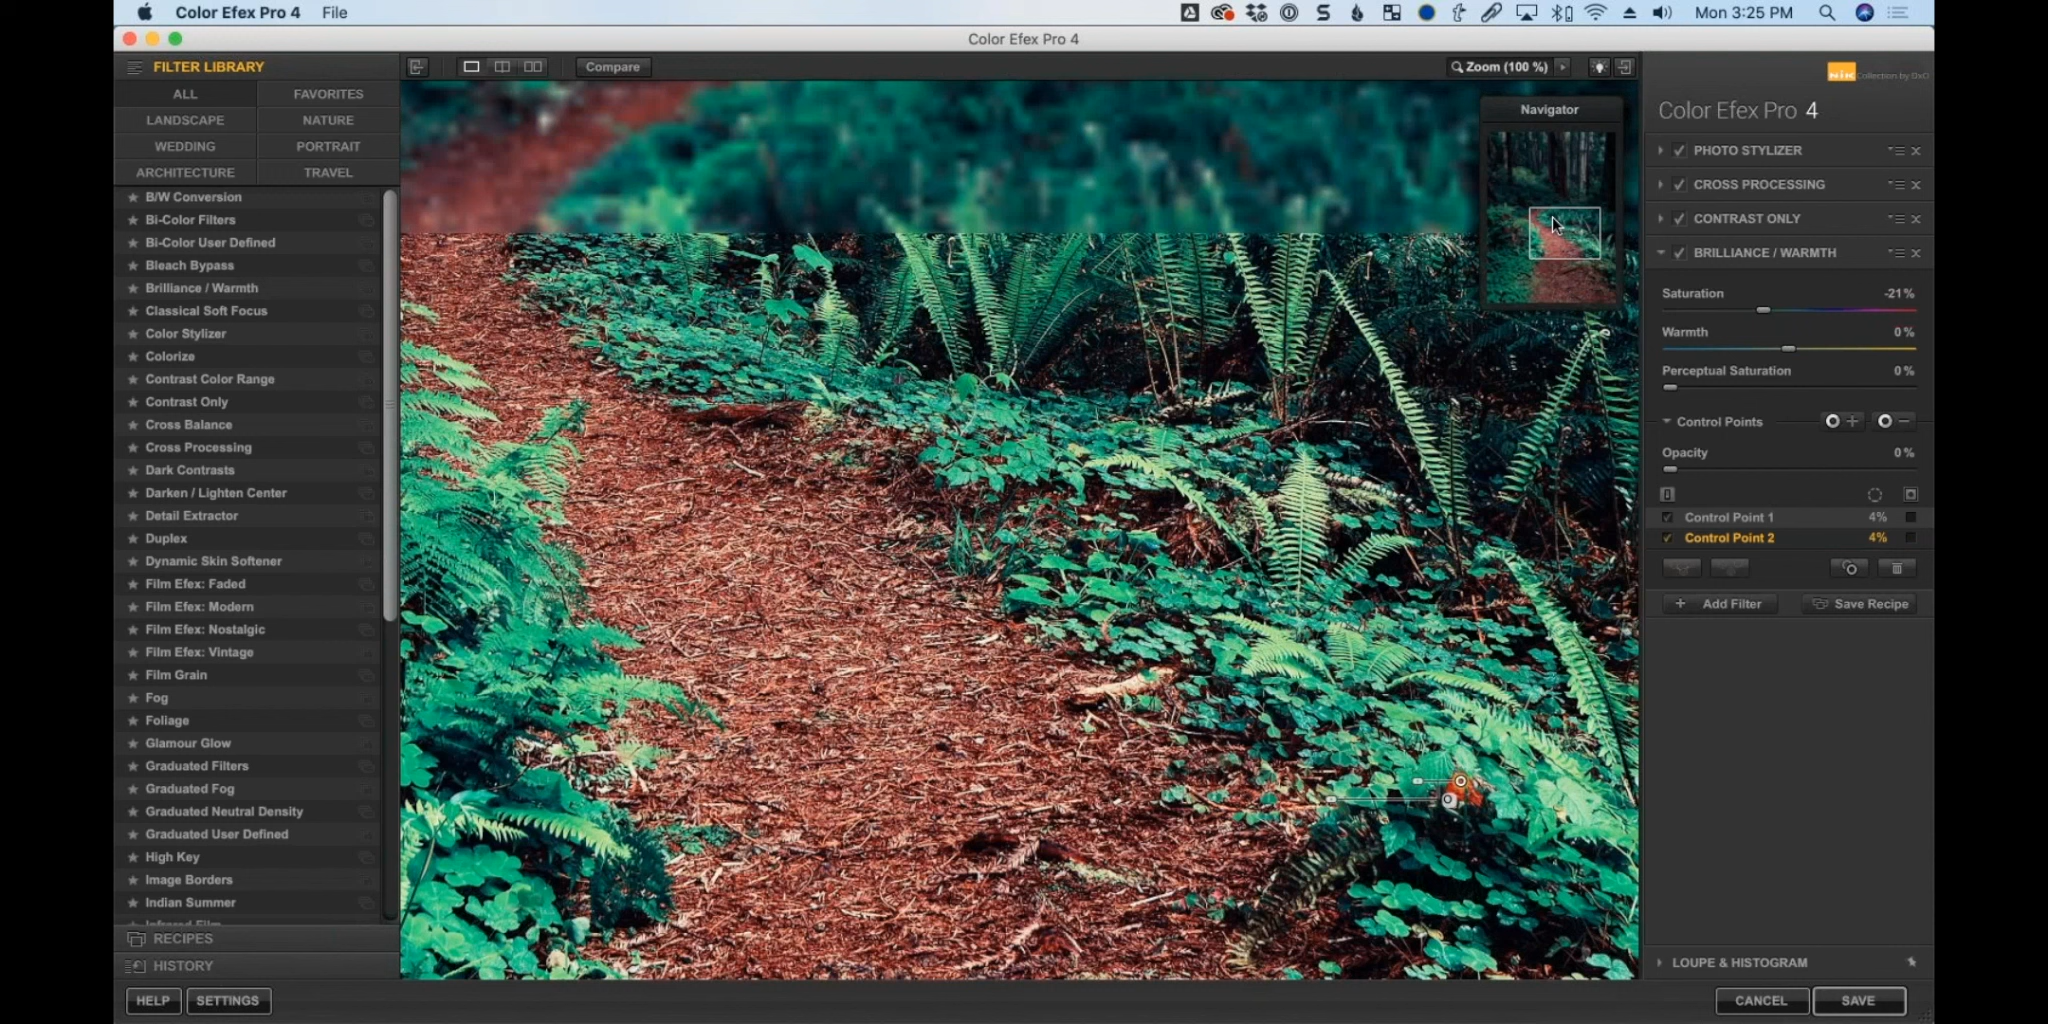 Color Efex Pro 4 File
Mon 3:25 PM
Color Efex Pro 4
FILTER LIBRARY
ALL FAVORITES
LANDSCAPE NATURE
WEDDING PORTRAIT
ARCHITECTURE TRAVEL
B/W Conversion
Bi-Color Filters
Bi-Color User Defined
Bleach Bypass
Brilliance / Warmth
Classical Soft Focus
Color Stylizer
Colorize
Contrast Color Range
Contrast Only
Cross Balance
Cross Processing
Dark Contrasts
Darken / Lighten Center
Detail Extractor
Duplex
Dynamic Skin Softener
Film Efex: Faded
Film Efex: Modern
Film Efex: Nostalgic
Film Efex: Vintage
Film Grain
Fog
Foliage
Glamour Glow
Graduated Filters
Graduated Fog
Graduated Neutral Density
Graduated User Defined
High Key
Image Borders
Indian Summer
Infrared Film
RECIPES
HISTORY
HELP SETTINGS
Compare
Zoom (100 %)
Navigator
Nik Collection by DxO
Color Efex Pro 4
PHOTO STYLIZER
CROSS PROCESSING
CONTRAST ONLY
BRILLIANCE / WARMTH
Saturation -21%
Warmth 0%
Perceptual Saturation 0%
Control Points
Opacity 0%
Control Point 1 4%
Control Point 2 4%
Add Filter Save Recipe
LOUPE & HISTOGRAM
CANCEL SAVE